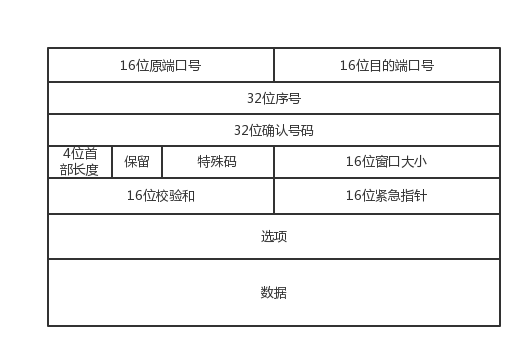 16位原端口号
16位目的端口号
32位序号
32位确认号码
4位首
部长度
保留
特殊码
16位窗口大小
16位校验和
16位紧急指针
选项
数据